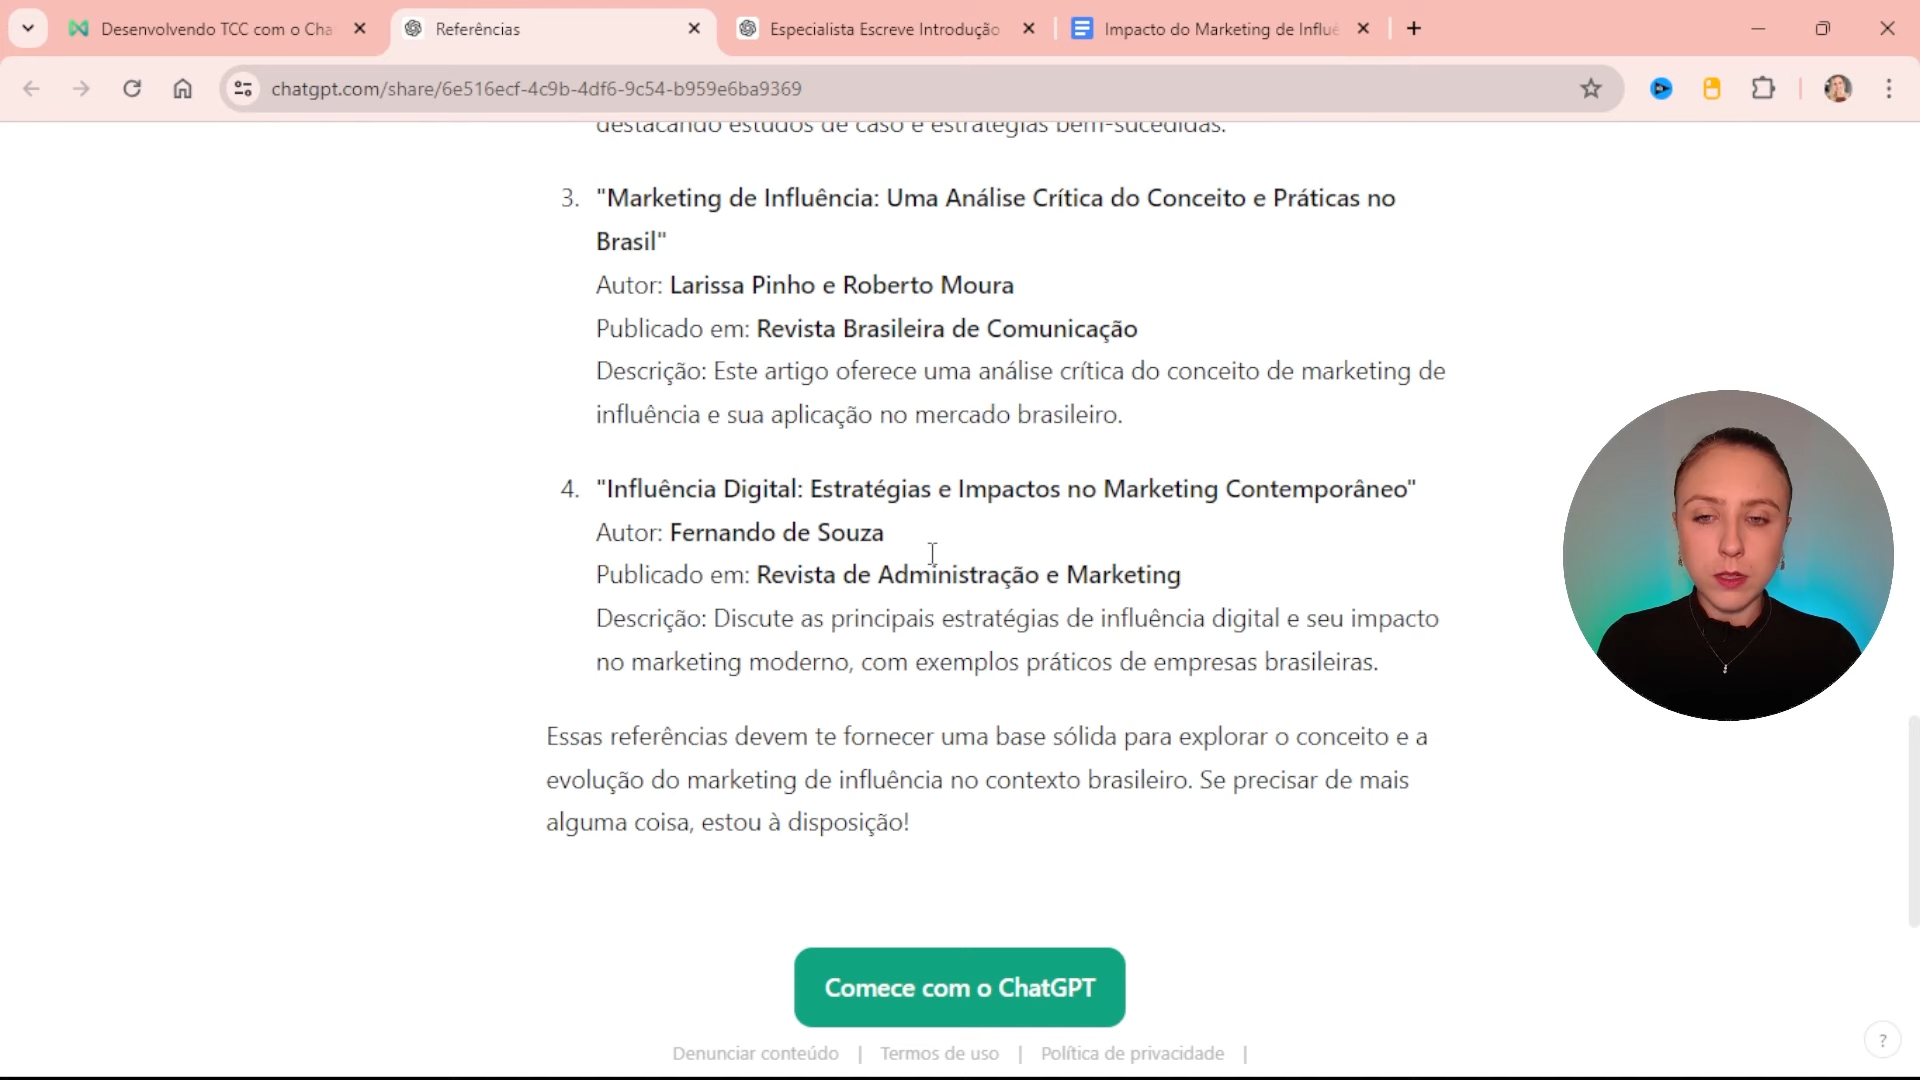 Desenvolvendo TCC com o Cha
Referências
Especialista Escreve Introdução
Impacto do Marketing de Influê
chatgpt.com/share/6e516ecf-4c9b-4df6-9c54-b959e6ba9369
destacando estudos de caso e estratégias bem-sucedidas.
3. "Marketing de Influência: Uma Análise Crítica do Conceito e Práticas no
Brasil"
Autor: Larissa Pinho e Roberto Moura
Publicado em: Revista Brasileira de Comunicação
Descrição: Este artigo oferece uma análise crítica do conceito de marketing de
influência e sua aplicação no mercado brasileiro.
4. "Influência Digital: Estratégias e Impactos no Marketing Contemporâneo"
Autor: Fernando de Souza
Publicado em: Revista de Administração e Marketing
Descrição: Discute as principais estratégias de influência digital e seu impacto
no marketing moderno, com exemplos práticos de empresas brasileiras.
Essas referências devem te fornecer uma base sólida para explorar o conceito e a
evolução do marketing de influência no contexto brasileiro. Se precisar de mais
alguma coisa, estou à disposição!
Comece com o ChatGPT
Denunciar conteúdo | Termos de uso | Política de privacidade |
?